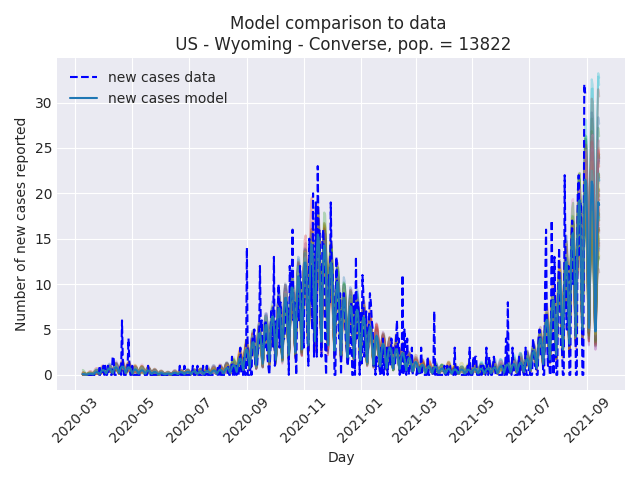 Model comparison to data
US - Wyoming - Converse, pop. = 13822
new cases data
new cases model
Number of new cases reported
30
25
20
15
10
5
0
2020-03
2020-05
2020-07
2020-09
2020-11
2021-01
2021-03
2021-05
2021-07
2021-09
Day